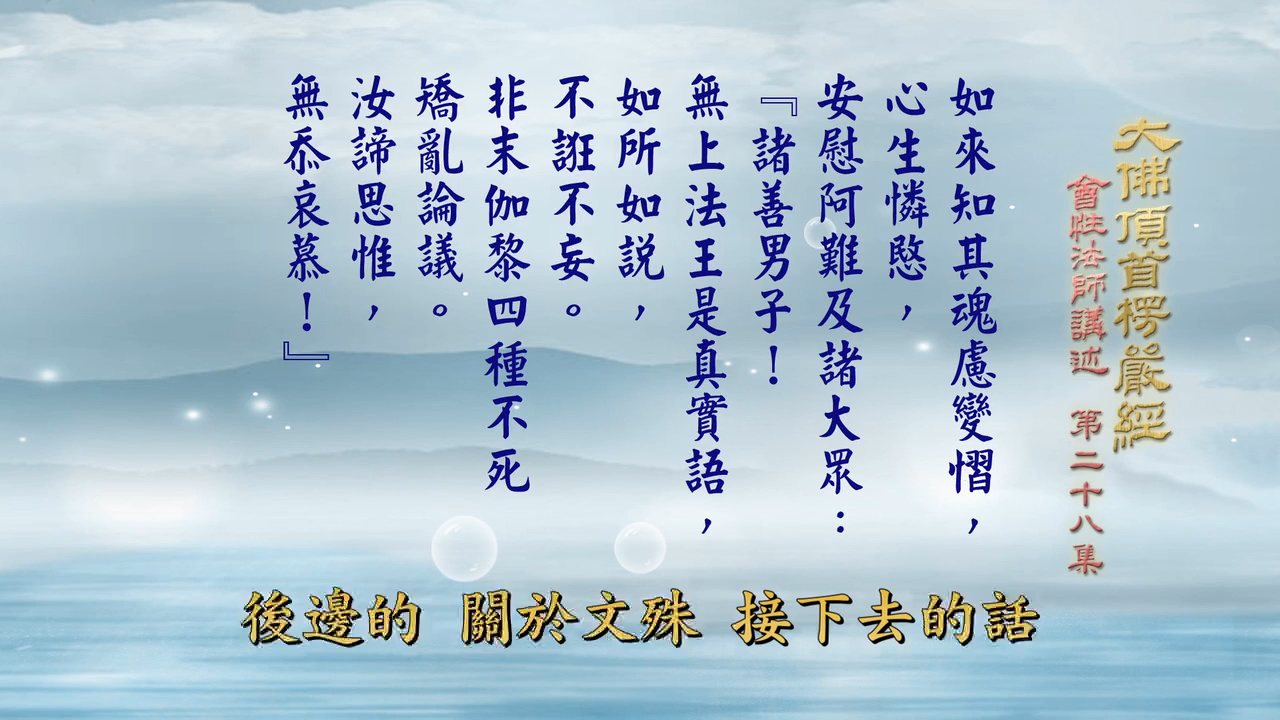 大佛頂首楞嚴經
會性法師講述 第二十八集
如來知其魂慮變慴，
心生憐愍，
安慰阿難及諸大眾：
『諸善男子！
無上法王是真實語，
如所如說，
不誑不妄。
非末伽黎四種不死
矯亂論議。
汝諦思惟，
無忝哀慕！』
後邊的 關於文殊 接下去的話